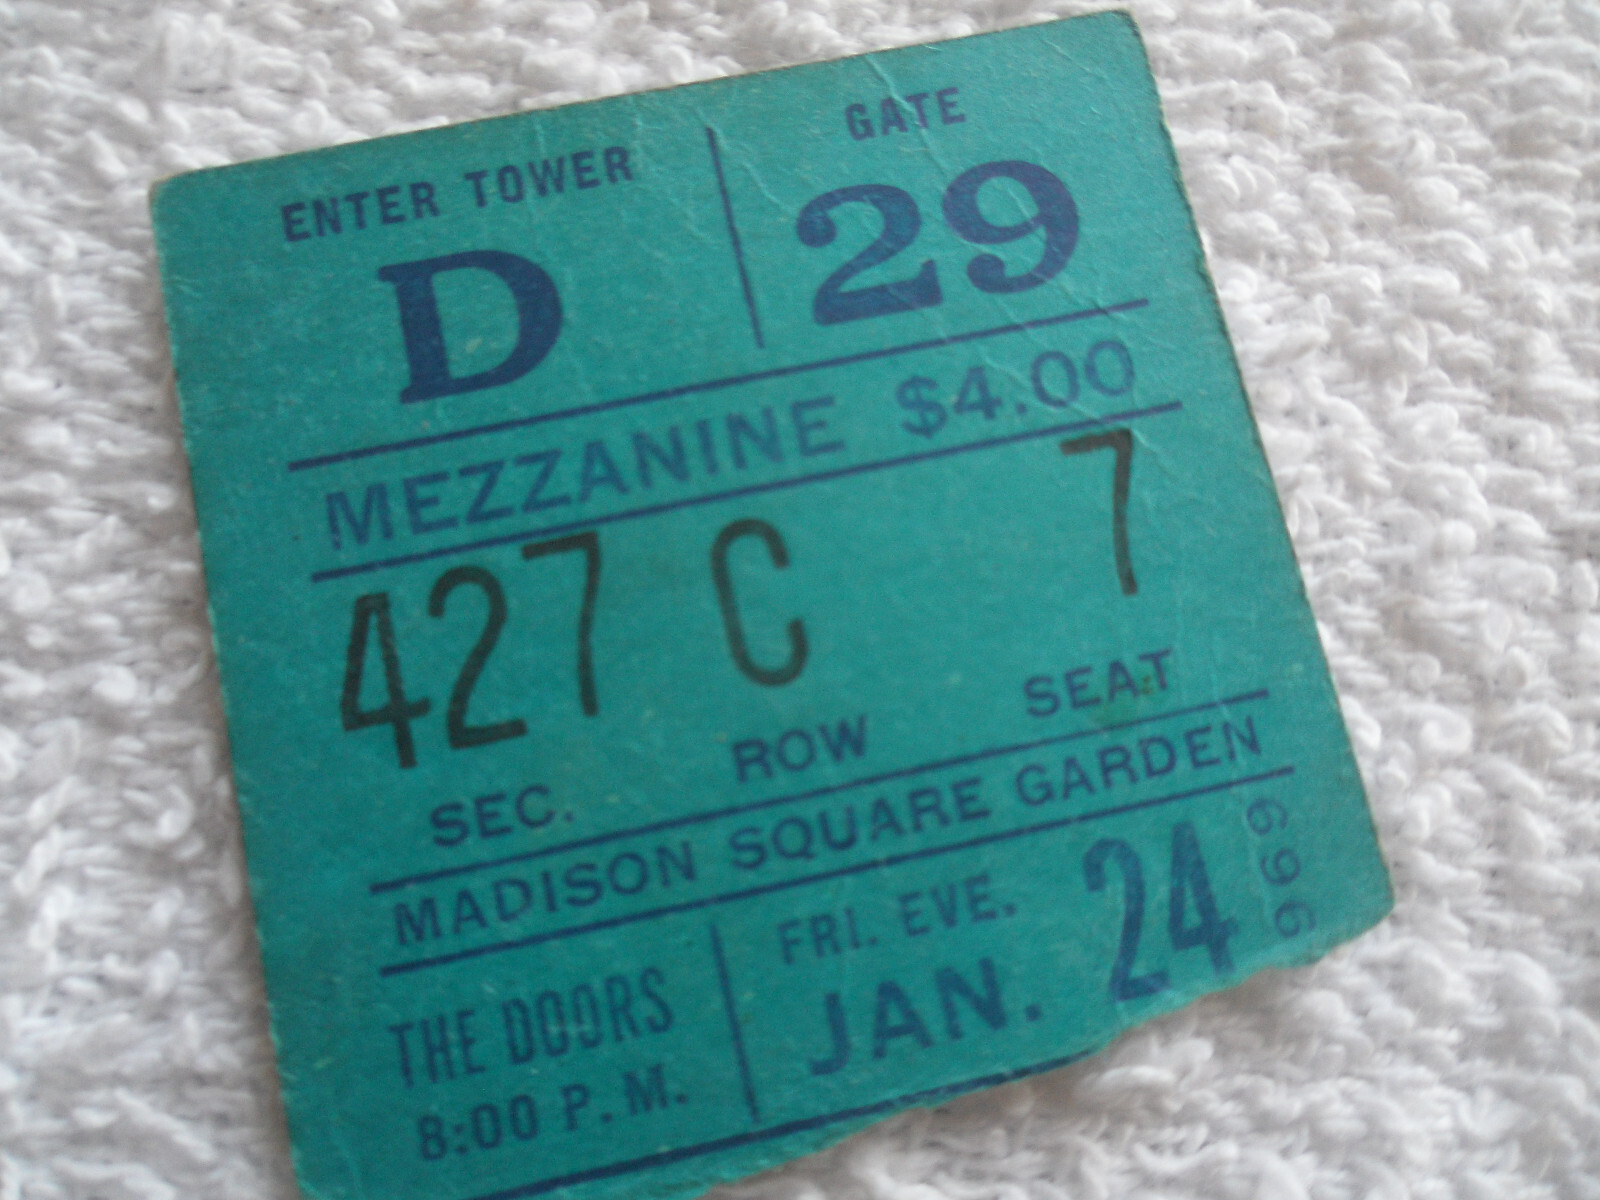 ENTER TOWER
D
GATE
29
MEZZANINE $4.00
427 C 7
SEC. ROW SEAT
MADISON SQUARE GARDEN
THE DOORS
8:00 P.M.
FRI. EVE.
JAN. 24
6969